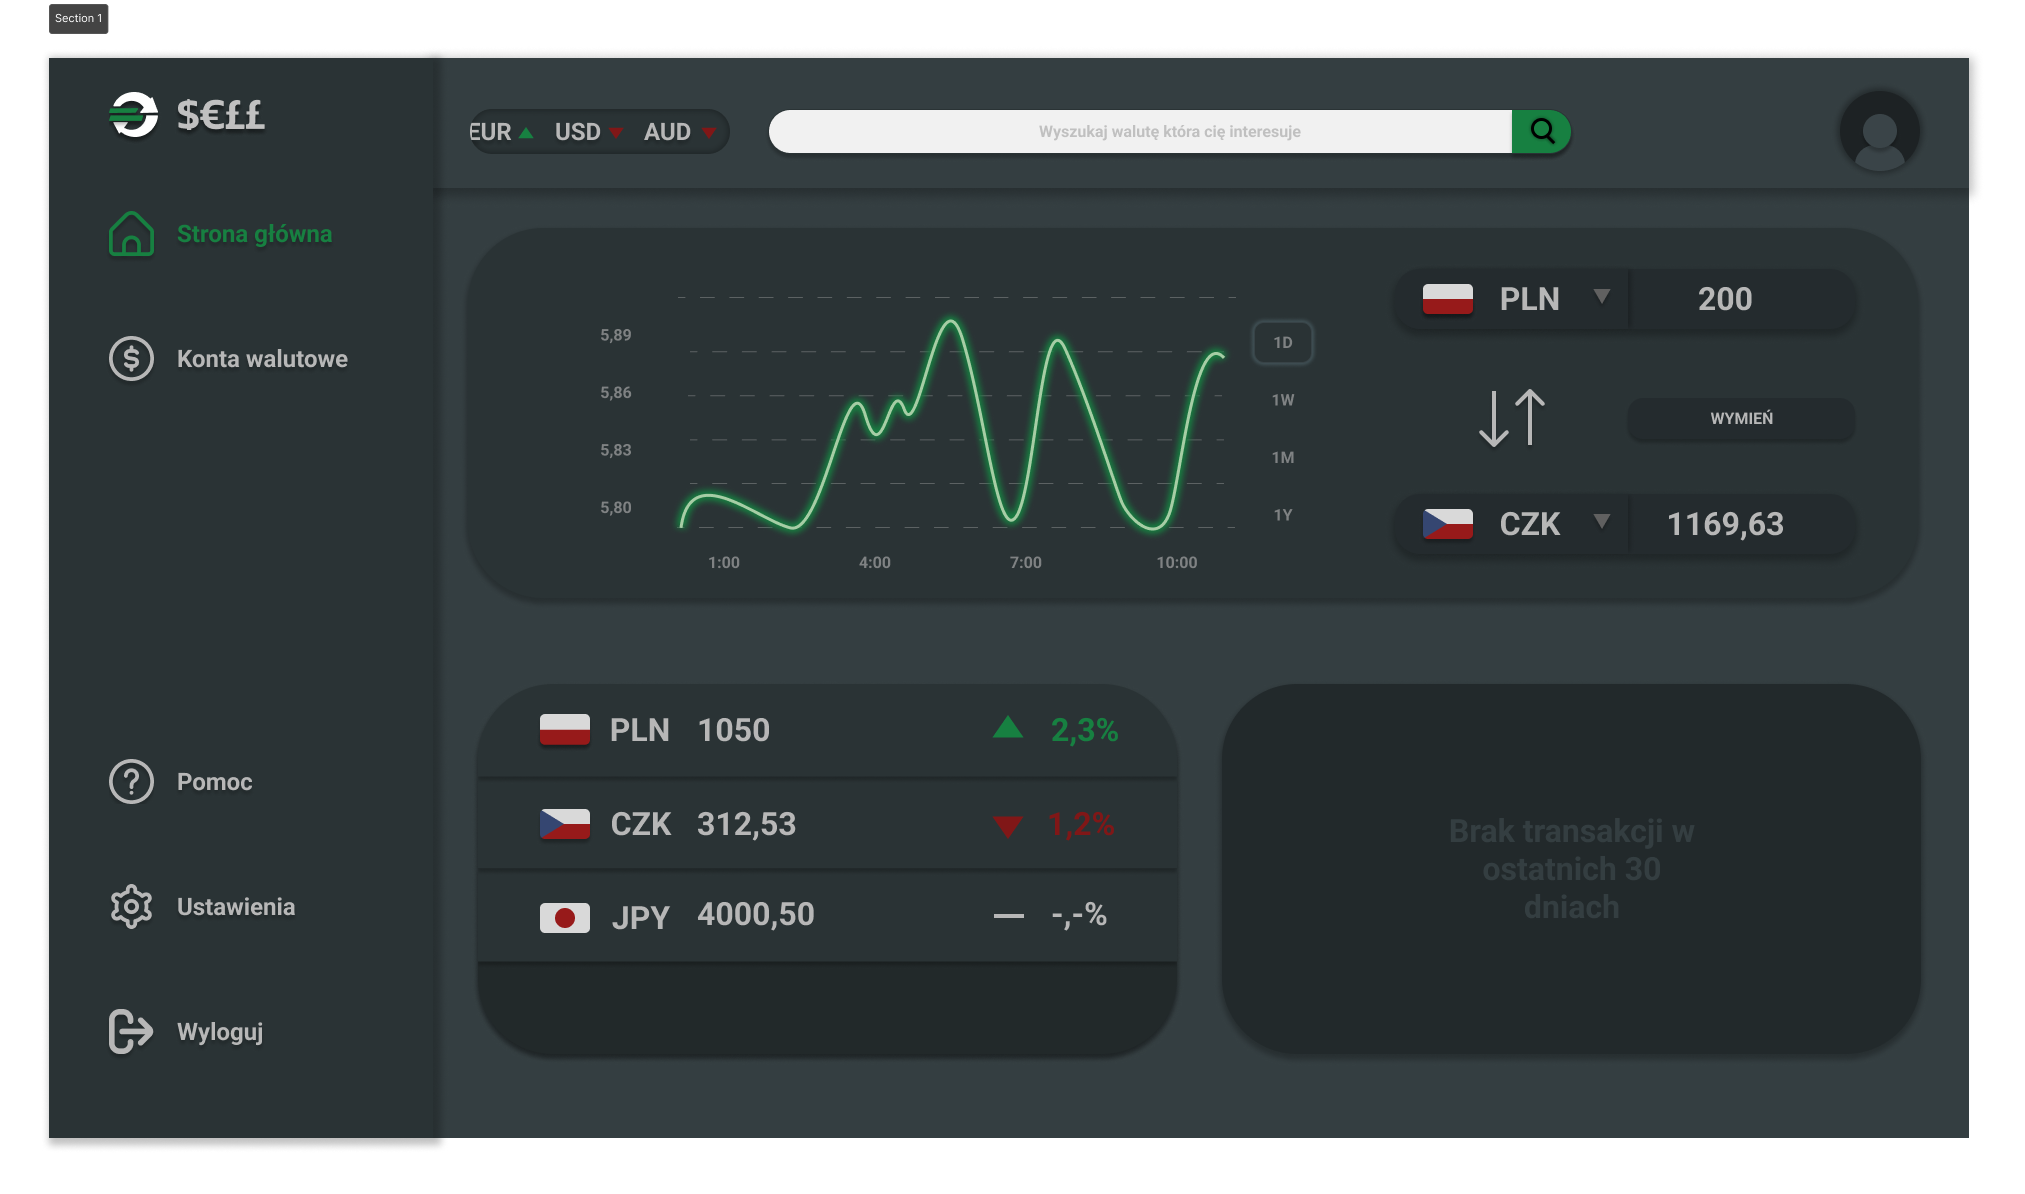 Section 1
$€££
EUR USD AUD
Wyszukaj walutę która cię interesuje
Strona główna
Konta walutowe
Pomoc
Ustawienia
Wyloguj
5,89
5,86
5,83
5,80
1:00 4:00 7:00 10:00
1D
1W
1M
1Y
PLN 200
WYMIEŃ
CZK 1169,63
PLN 1050 2,3%
CZK 312,53 1,2%
JPY 4000,50 -,-%
Brak transakcji w
ostatnich 30
dniach